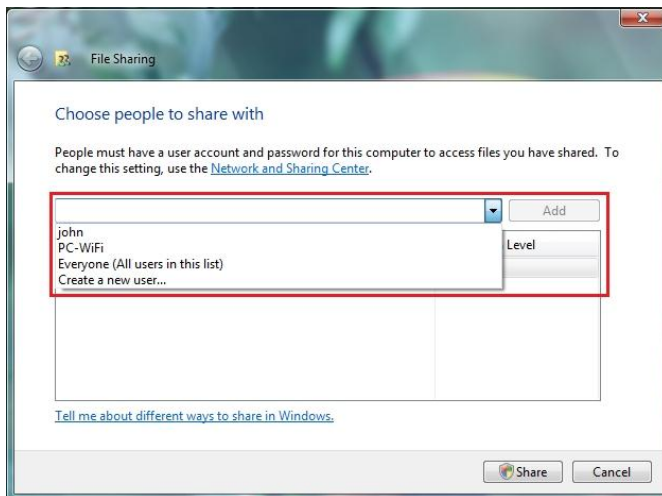 File Sharing
Choose people to share with
People must have a user account and password for this computer to access files you have shared. To
change this setting, use the Network and Sharing Center.
Add
john
PC-WiFi
Everyone (All users in this list)
Create a new user...
Level
Tell me about different ways to share in Windows.
Share Cancel